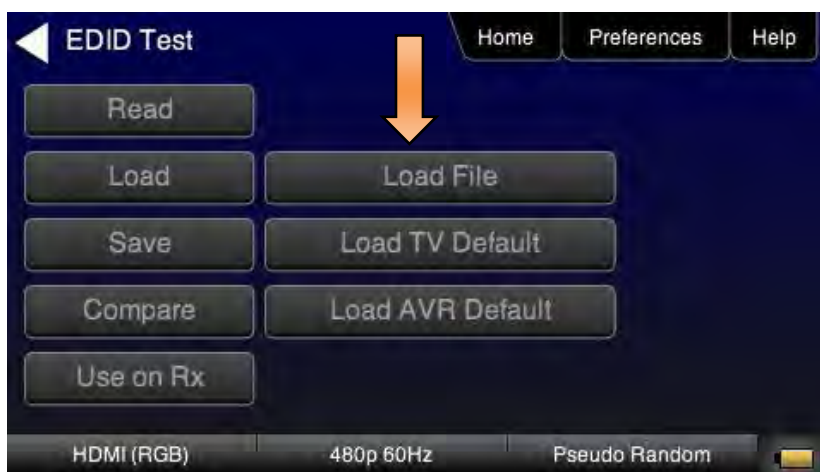 EDID Test
Home Preferences Help
Read
Load Load File
Save Load TV Default
Compare Load AVR Default
Use on Rx
HDMI (RGB) 480p 60Hz Pseudo Random